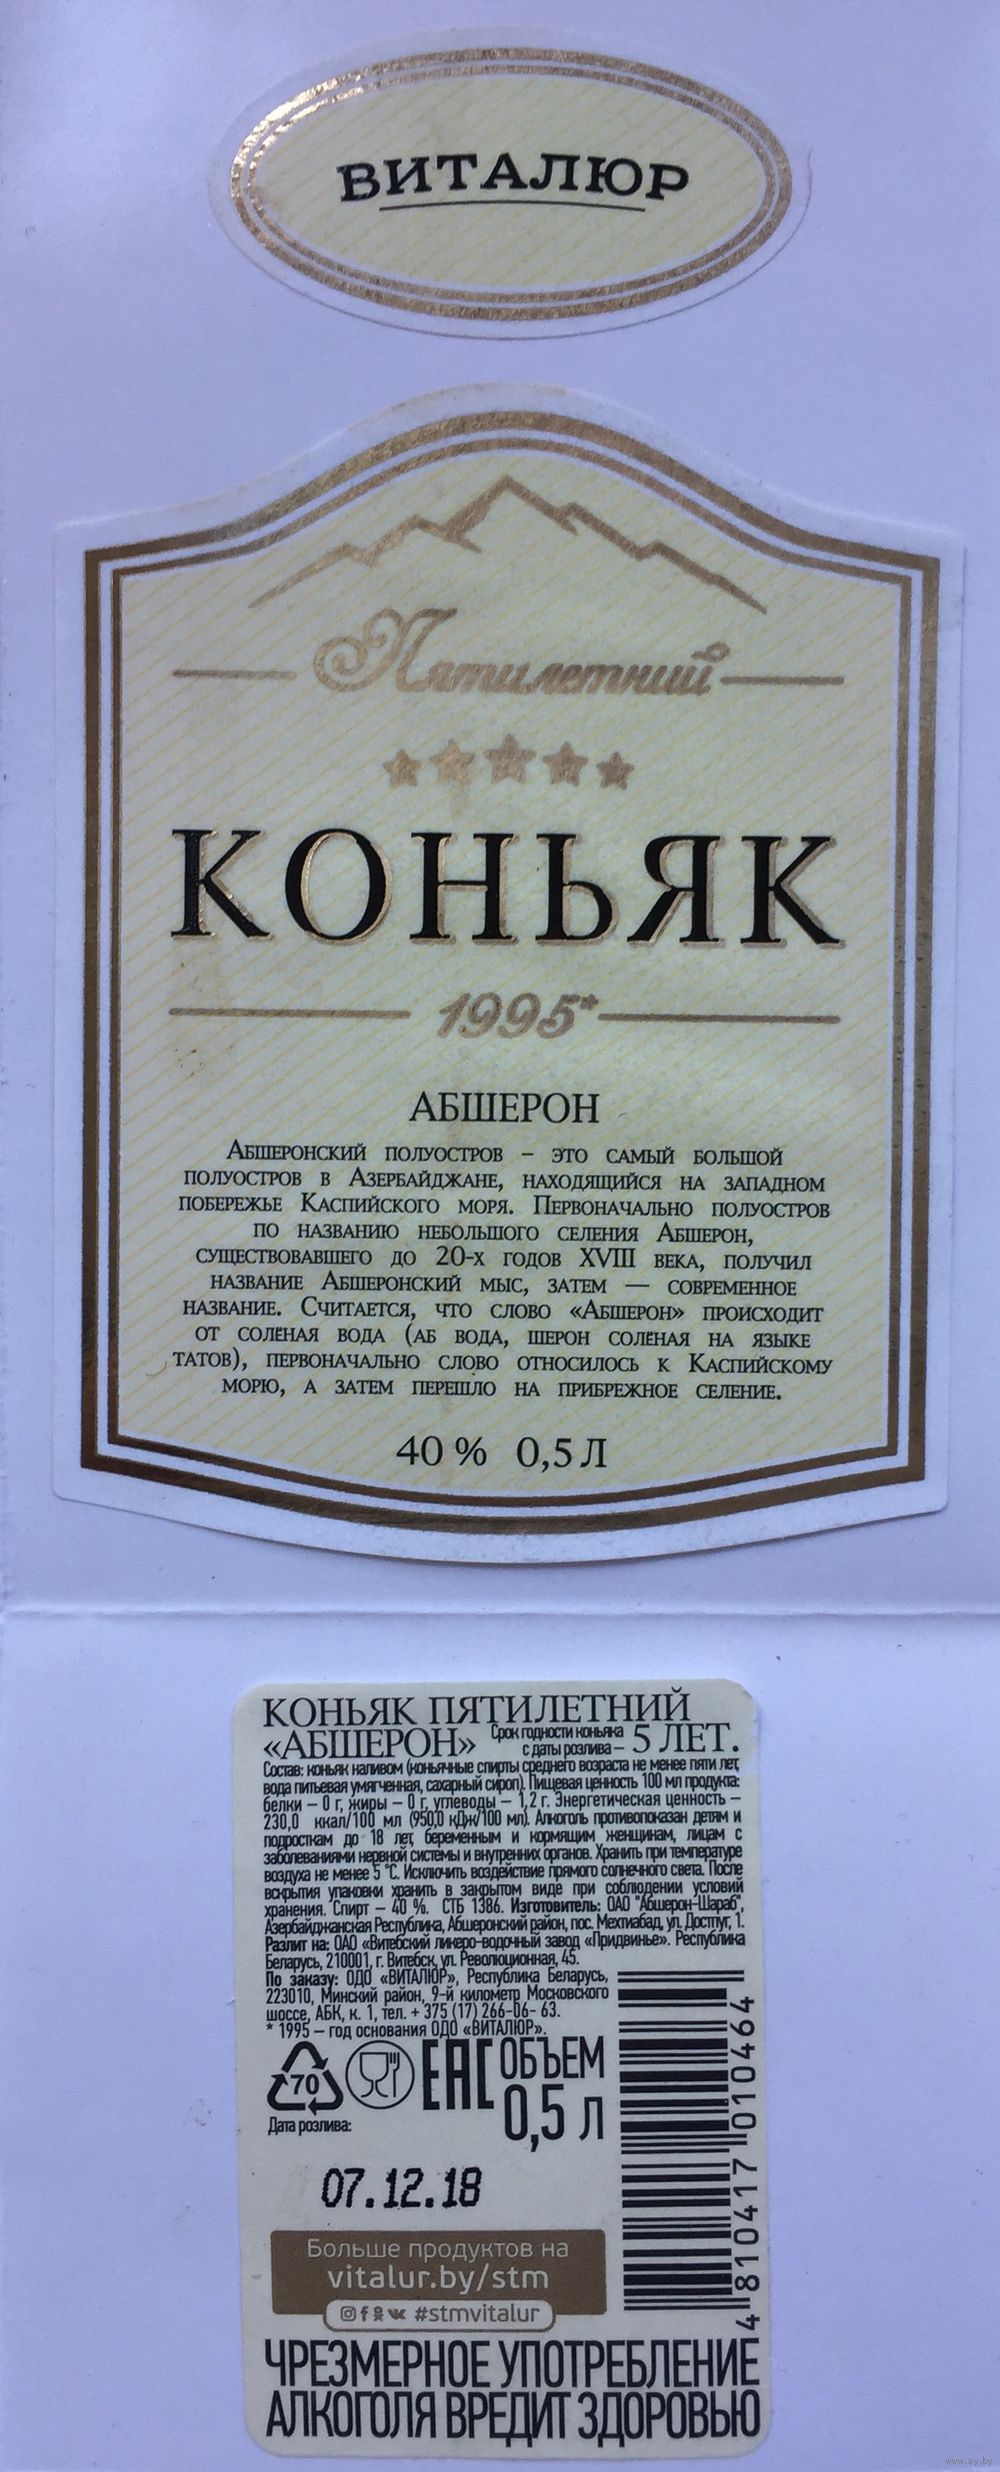 ВИТАЛЮР
Пятилетний
КОНЬЯК
1995*
АБШЕРОН
Абшеронский полуостров – это самый большой
полуостров в Азербайджане, находящийся на западном
побережье Каспийского моря. Первоначально полуостров
по названию небольшого селения Абшерон,
существовавшего до 20-х годов XVIII века, получил
название Абшеронский мыс, затем — современное
название. Считается, что слово «Абшерон» происходит
от солёная вода (аб вода, шерон солёная на языке
татов), первоначально слово относилось к Каспийскому
морю, а затем перешло на прибрежное селение.
40 % 0,5 Л
КОНЬЯК ПЯТИЛЕТНИЙ
«АБШЕРОН» Срок годности коньяка
с даты розлива – 5 ЛЕТ.
Состав: коньяк наливом (коньячные спирты среднего возраста не менее пяти лет,
вода питьевая умягченная, сахарный сироп). Пищевая ценность 100 мл продукта:
белки – 0 г, жиры – 0 г, углеводы – 1,2 г. Энергетическая ценность –
230,0 ккал/100 мл (950,0 кДж/100 мл). Алкоголь противопоказан детям и
подросткам до 18 лет, беременным и кормящим женщинам, лицам с
заболеваниями нервной системы и внутренних органов. Хранить при температуре
воздуха не менее 5 °С. Исключить воздействие прямого солнечного света. После
вскрытия упаковки хранить в закрытом виде при соблюдении условий
хранения. Спирт – 40 %. СТБ 1386. Изготовитель: ОАО "Абшерон-Шараб",
Азербайджанская Республика, Абшеронский район, пос. Мехтиабад, ул. Достлуг, 1.
Разлит на: ОАО «Витебский ликеро-водочный завод «Придвинье». Республика
Беларусь, 210001, г. Витебск, ул. Революционная, 45.
По заказу: ОДО «ВИТАЛЮР», Республика Беларусь,
223010, Минский район, 9-й километр Московского
шоссе, АБК, к. 1, тел. + 375 (17) 266-06- 63.
* 1995 – год основания ОДО «ВИТАЛЮР».
70
ЕАС
ОБЪЕМ
0,5 Л
Дата розлива:
07.12.18
4 810417 010464
Больше продуктов на
vitalur.by/stm
#stmvitalur
ЧРЕЗМЕРНОЕ УПОТРЕБЛЕНИЕ
АЛКОГОЛЯ ВРЕДИТ ЗДОРОВЬЮ
www.ay.by